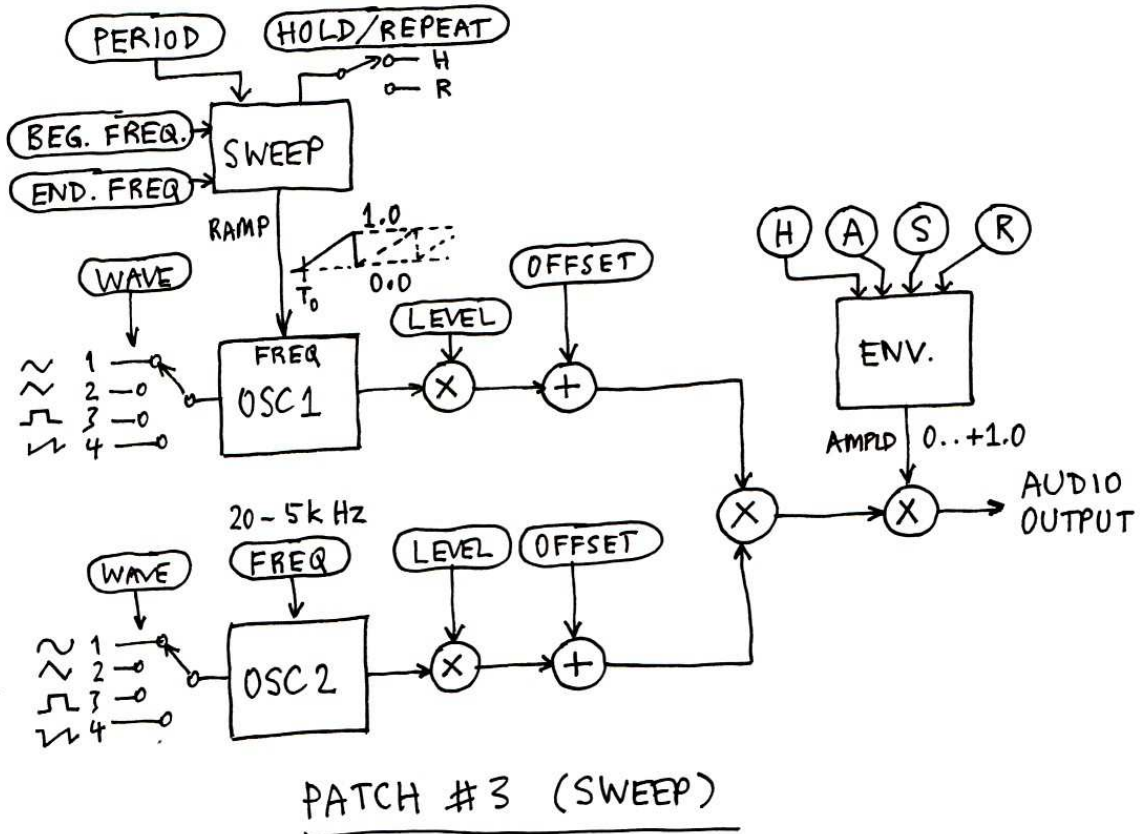 PERIOD
HOLD/REPEAT
H
R
BEG. FREQ.
END. FREQ
SWEEP
RAMP
1.0
0.0
T0
WAVE
1
2
3
4
FREQ
OSC1
LEVEL
X
OFFSET
+
H A S R
ENV.
AMPLD 0..+1.0
X
X
AUDIO
OUTPUT
20-5kHz
FREQ
WAVE
1
2
3
4
OSC2
LEVEL
X
OFFSET
+
PATCH #3 (SWEEP)